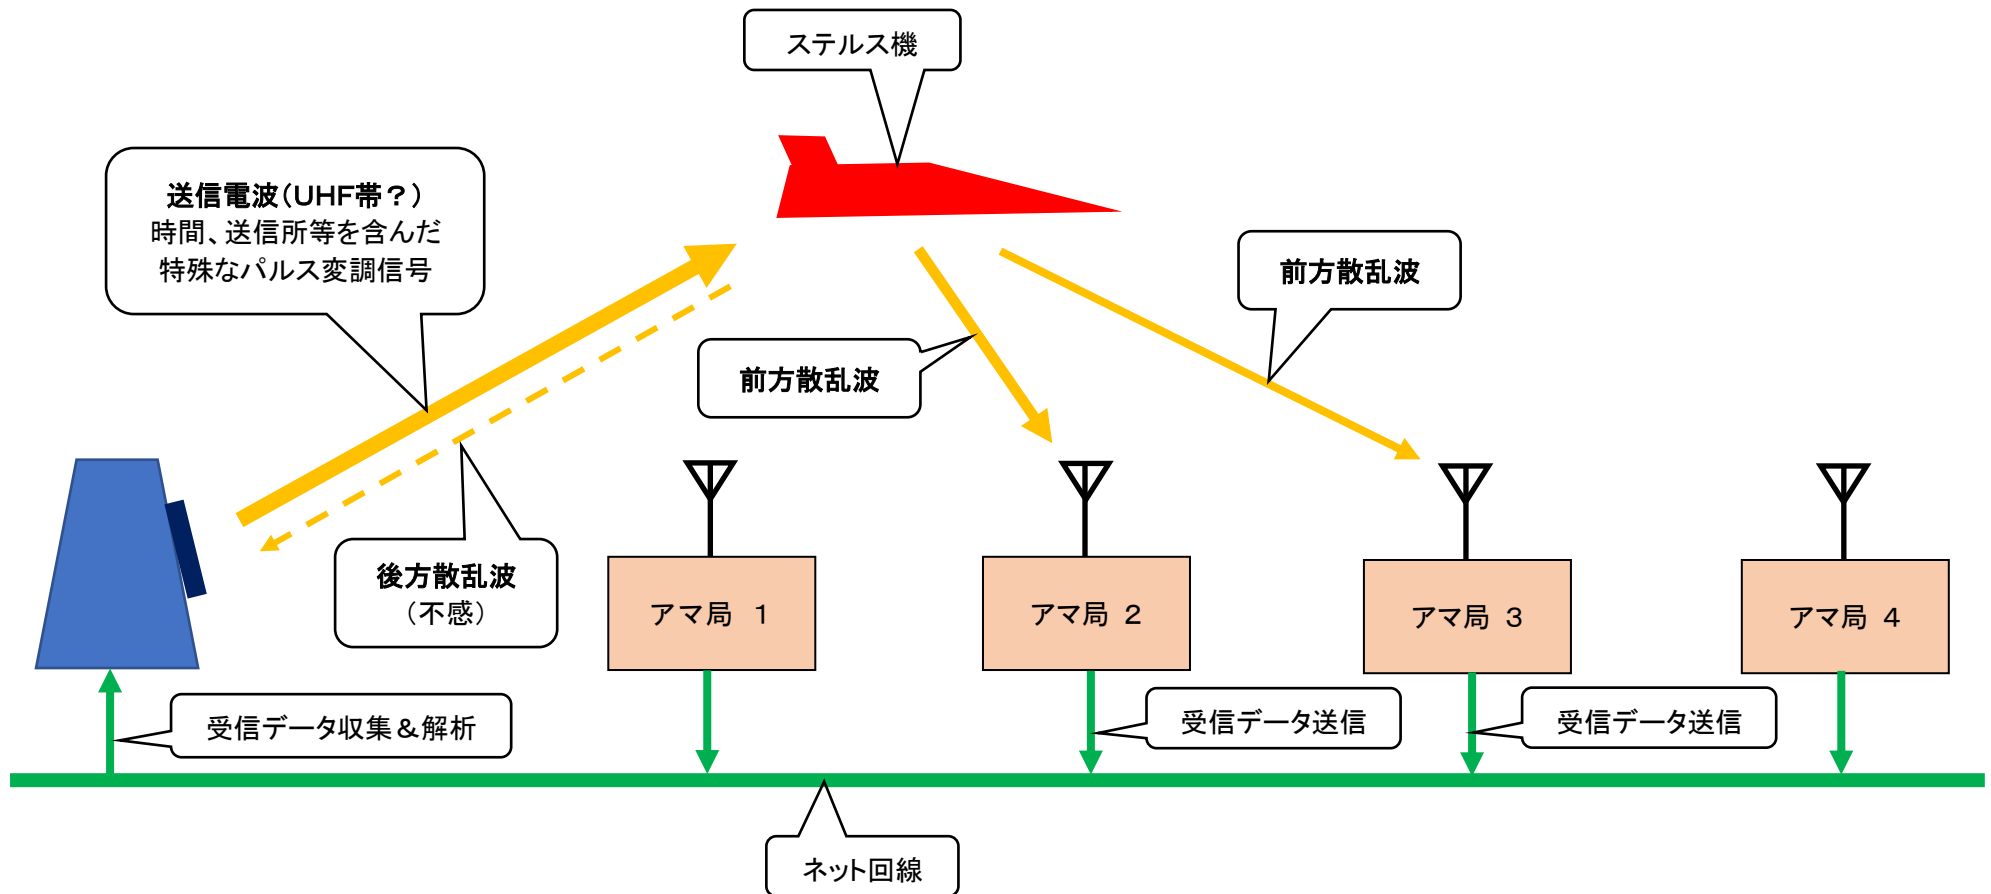 ステルス機
送信電波(UHF帯?)
時間、送信所等を含んだ
特殊なパルス変調信号
前方散乱波
前方散乱波
後方散乱波
(不感)
アマ局 1
アマ局 2
アマ局 3
アマ局 4
受信データ収集&解析
受信データ送信
受信データ送信
ネット回線